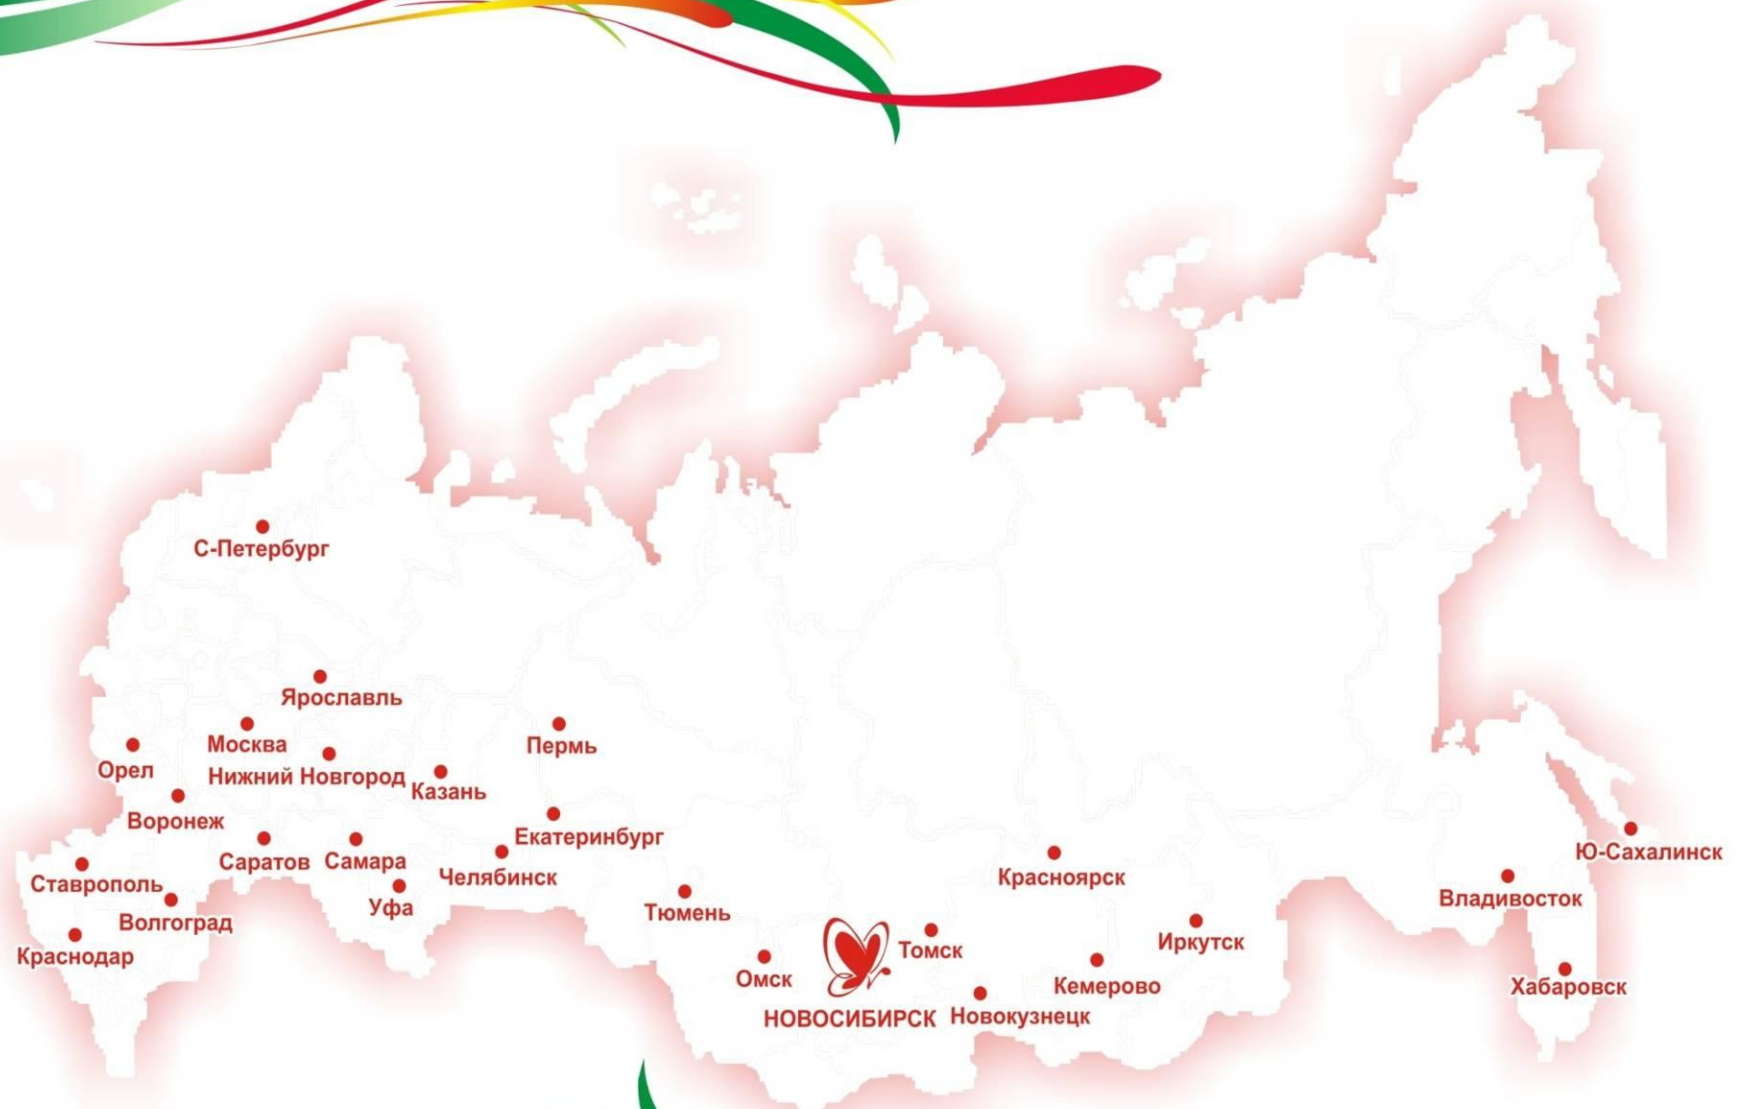 С-Петербург
Ярославль
Москва
Пермь
Орел
Нижний Новгород
Казань
Воронеж
Екатеринбург
Саратов
Самара
Челябинск
Красноярск
Ю-Сахалинск
Ставрополь
Владивосток
Уфа
Тюмень
Волгоград
Иркутск
Томск
Краснодар
Омск
Кемерово
Хабаровск
НОВОСИБИРСК
Новокузнецк